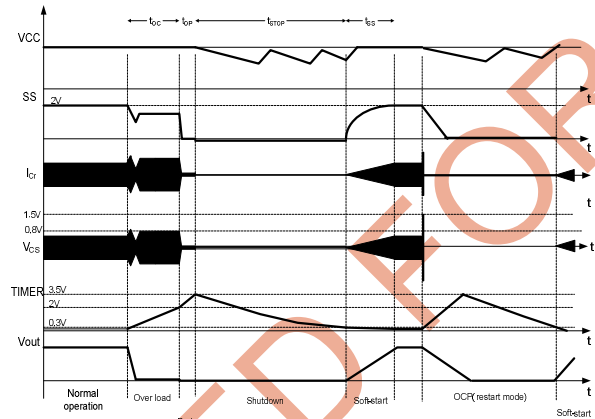 tOC tOP tSTOP tSS
VCC
t
SS
2V
t
ICr
t
1.5V
0.8V
VCS
t
TIMER
3.5V
2V
0.3V
t
Vout
t
Normal operation
Over load
Shutdown
Soft-start
OCP (restart mode)
Soft-start